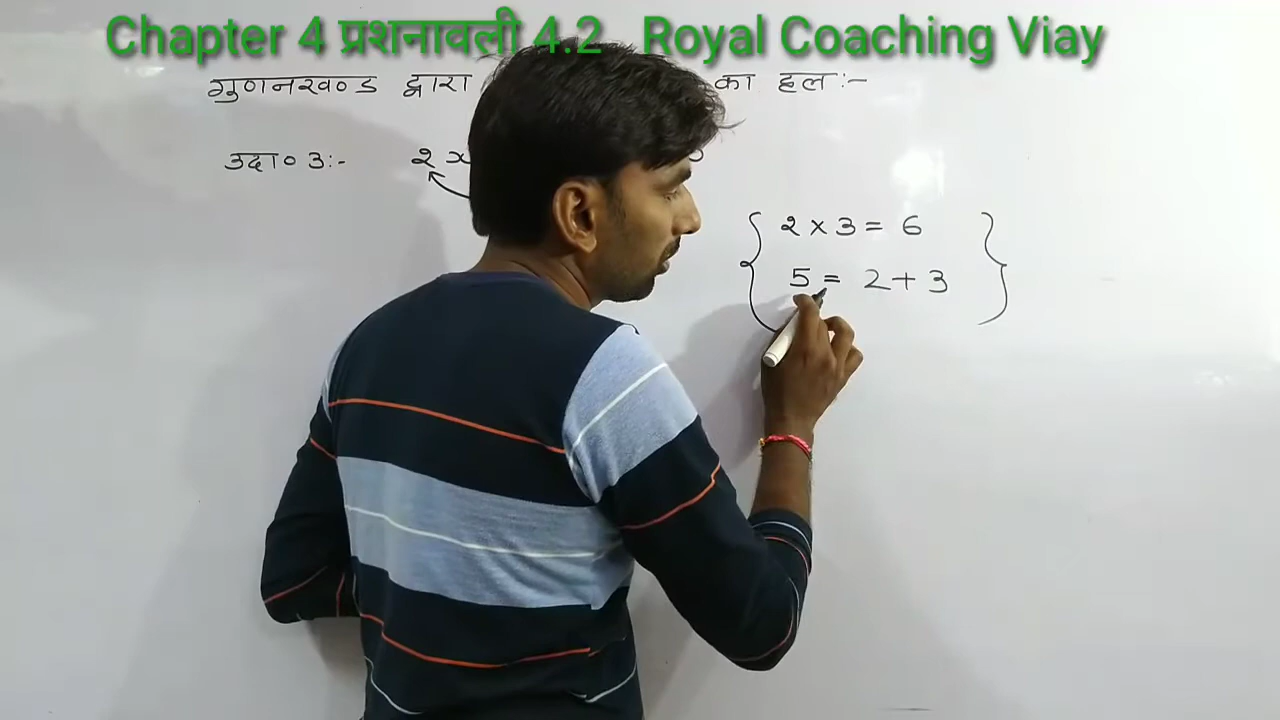 Chapter 4 प्रशनावली 4.2 Royal Coaching Viay
गुणनखण्ड द्वारा का हल:-
उदा० 3:- 2x
2 x 3 = 6
5 = 2 + 3